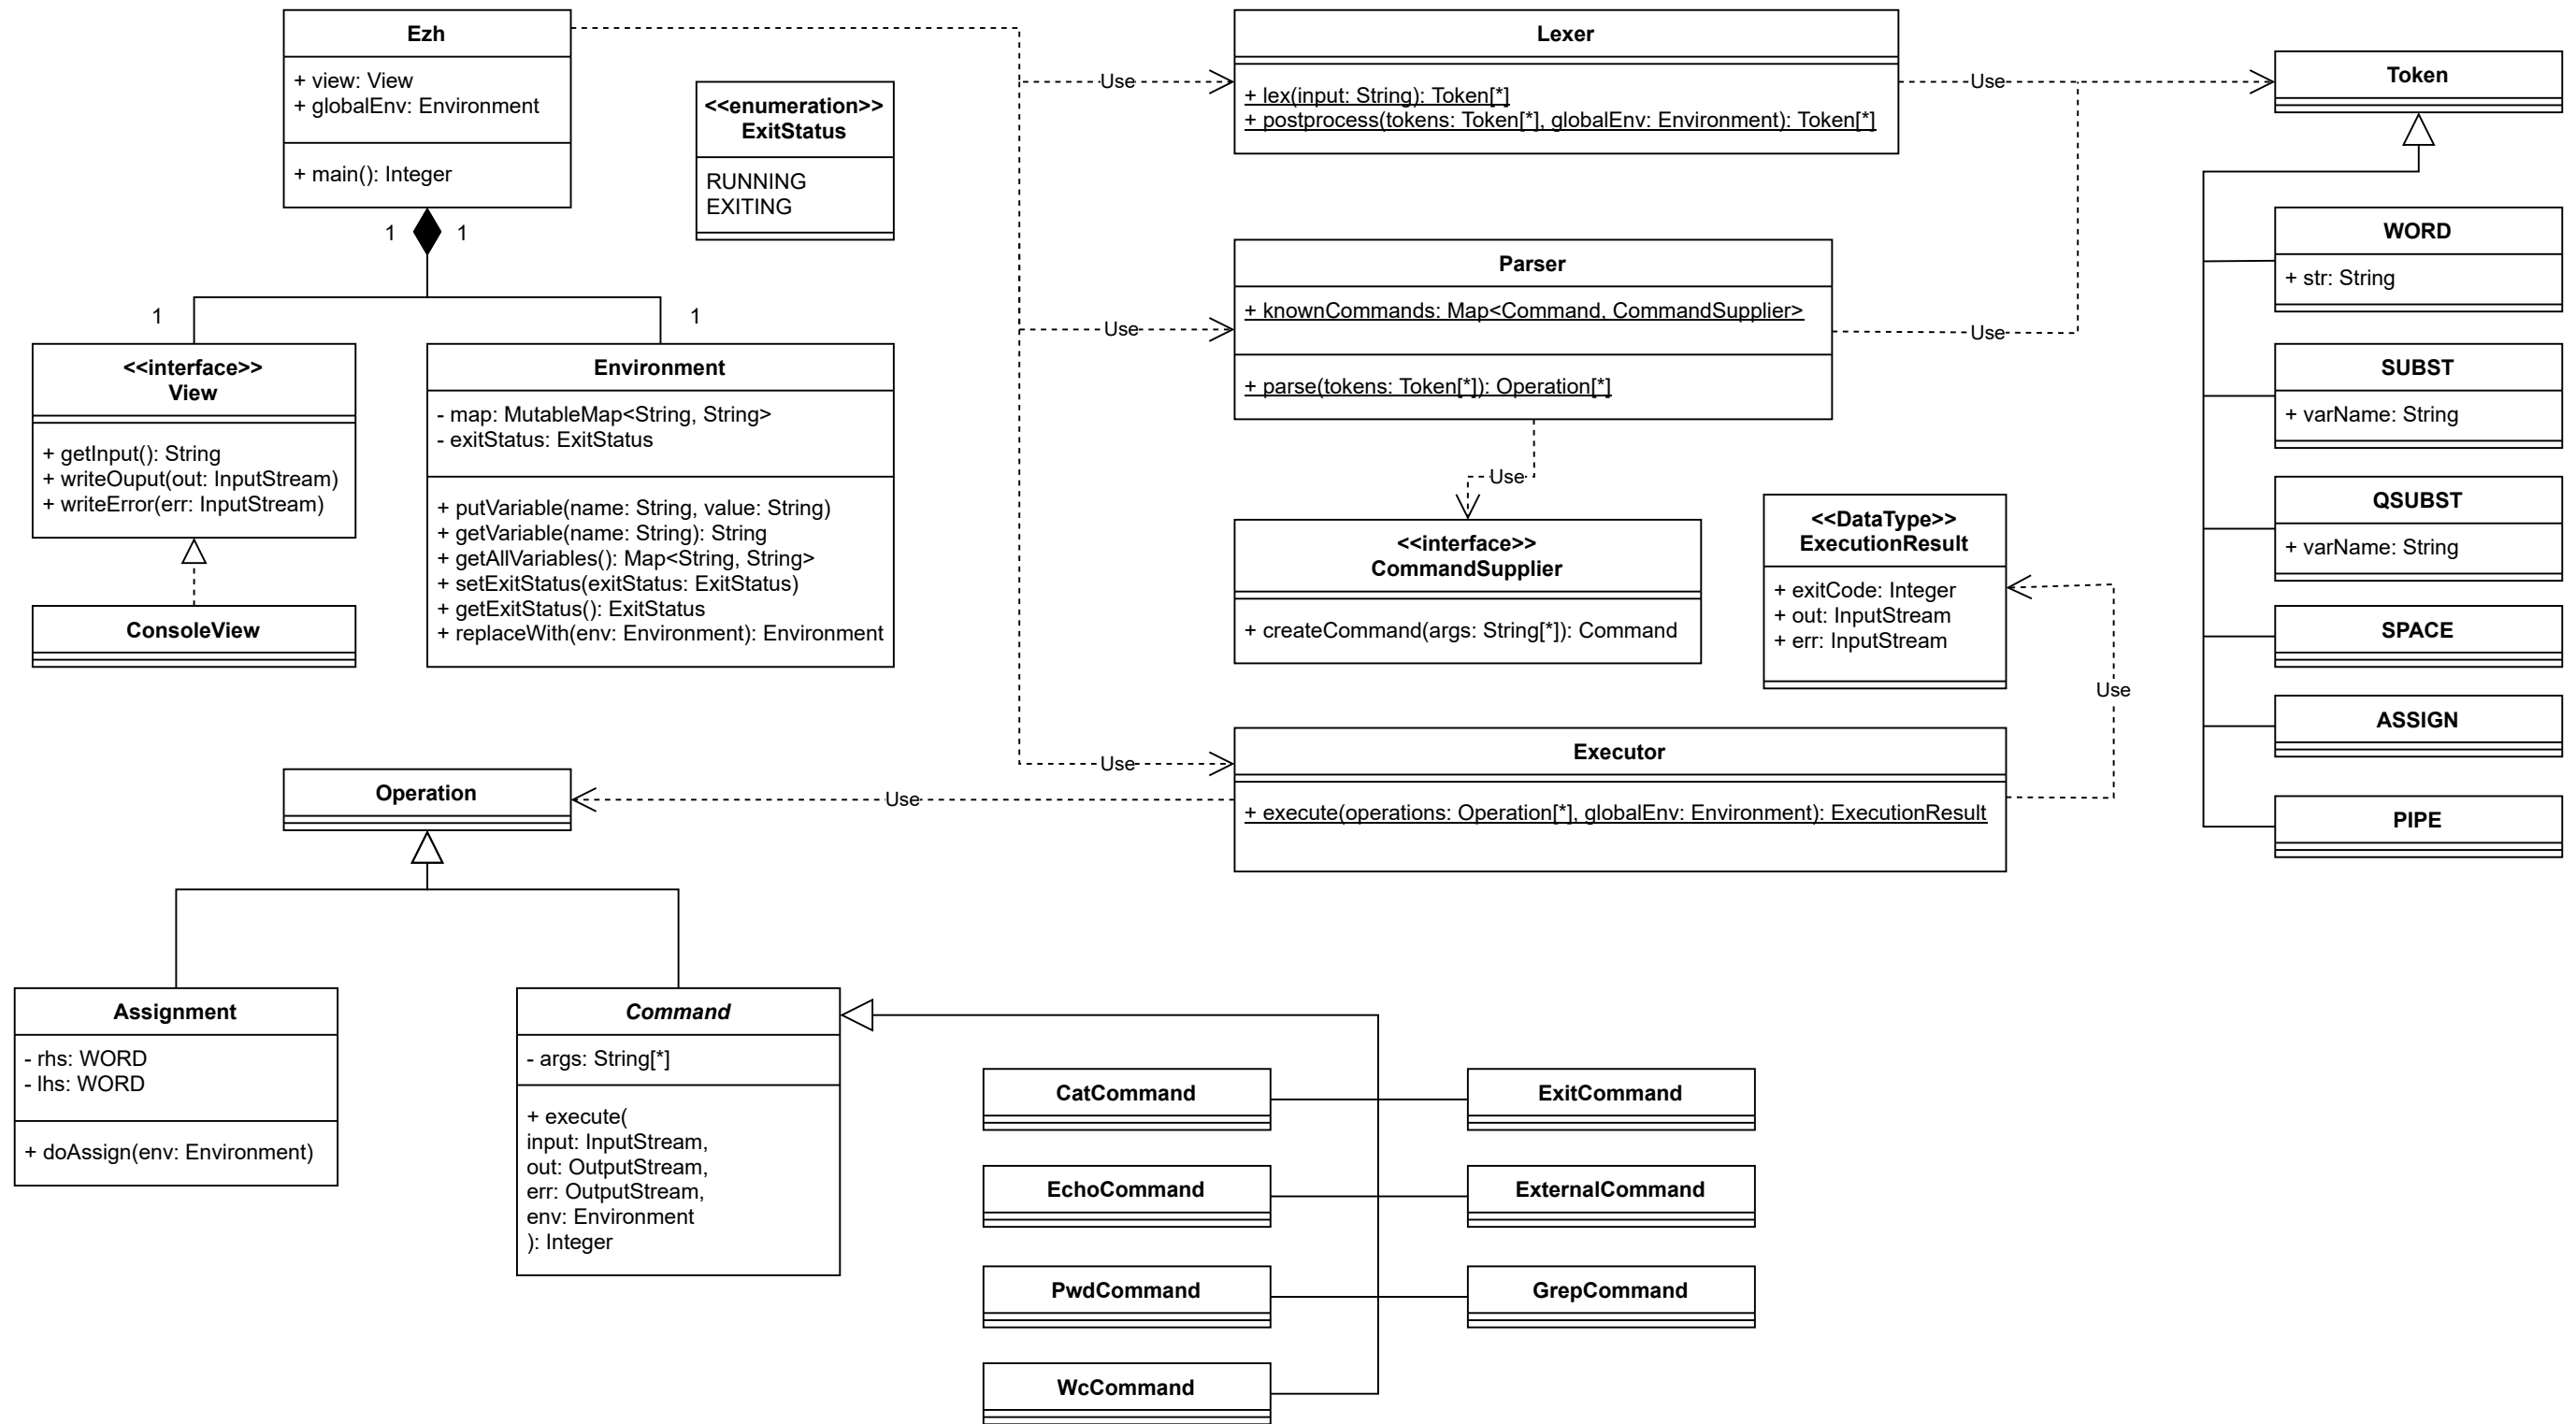 Ezh
+ view: View
+ globalEnv: Environment
+ main(): Integer
1
1
1
1
<<enumeration>>
ExitStatus
RUNNING
EXITING
<<interface>>
View
+ getInput(): String
+ writeOuput(out: InputStream)
+ writeError(err: InputStream)
ConsoleView
Environment
- map: MutableMap<String, String>
- exitStatus: ExitStatus
+ putVariable(name: String, value: String)
+ getVariable(name: String): String
+ getAllVariables(): Map<String, String>
+ setExitStatus(exitStatus: ExitStatus)
+ getExitStatus(): ExitStatus
+ replaceWith(env: Environment): Environment
Use
Lexer
+ lex(input: String): Token[*]
+ postprocess(tokens: Token[*], globalEnv: Environment): Token[*]
Use
Use
Parser
+ knownCommands: Map<Command, CommandSupplier>
+ parse(tokens: Token[*]): Operation[*]
Use
Use
<<interface>>
CommandSupplier
+ createCommand(args: String[*]): Command
<<DataType>>
ExecutionResult
+ exitCode: Integer
+ out: InputStream
+ err: InputStream
Use
Use
Executor
+ execute(operations: Operation[*], globalEnv: Environment): ExecutionResult
Use
Token
WORD
+ str: String
SUBST
+ varName: String
QSUBST
+ varName: String
SPACE
ASSIGN
PIPE
Operation
Assignment
- rhs: WORD
- lhs: WORD
+ doAssign(env: Environment)
Command
- args: String[*]
+ execute(
input: InputStream,
out: OutputStream,
err: OutputStream,
env: Environment
): Integer
CatCommand
ExitCommand
EchoCommand
ExternalCommand
PwdCommand
GrepCommand
WcCommand